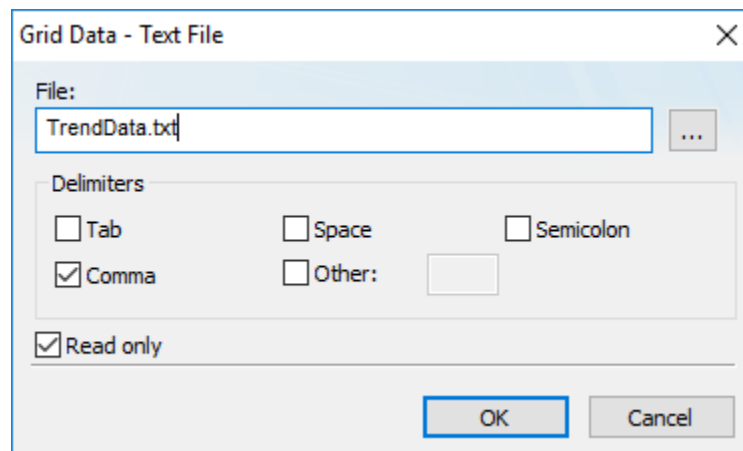 Grid Data - Text File
File:
TrendData.txt
...
Delimiters
Tab Space Semicolon
Comma Other:
Read only
OK Cancel